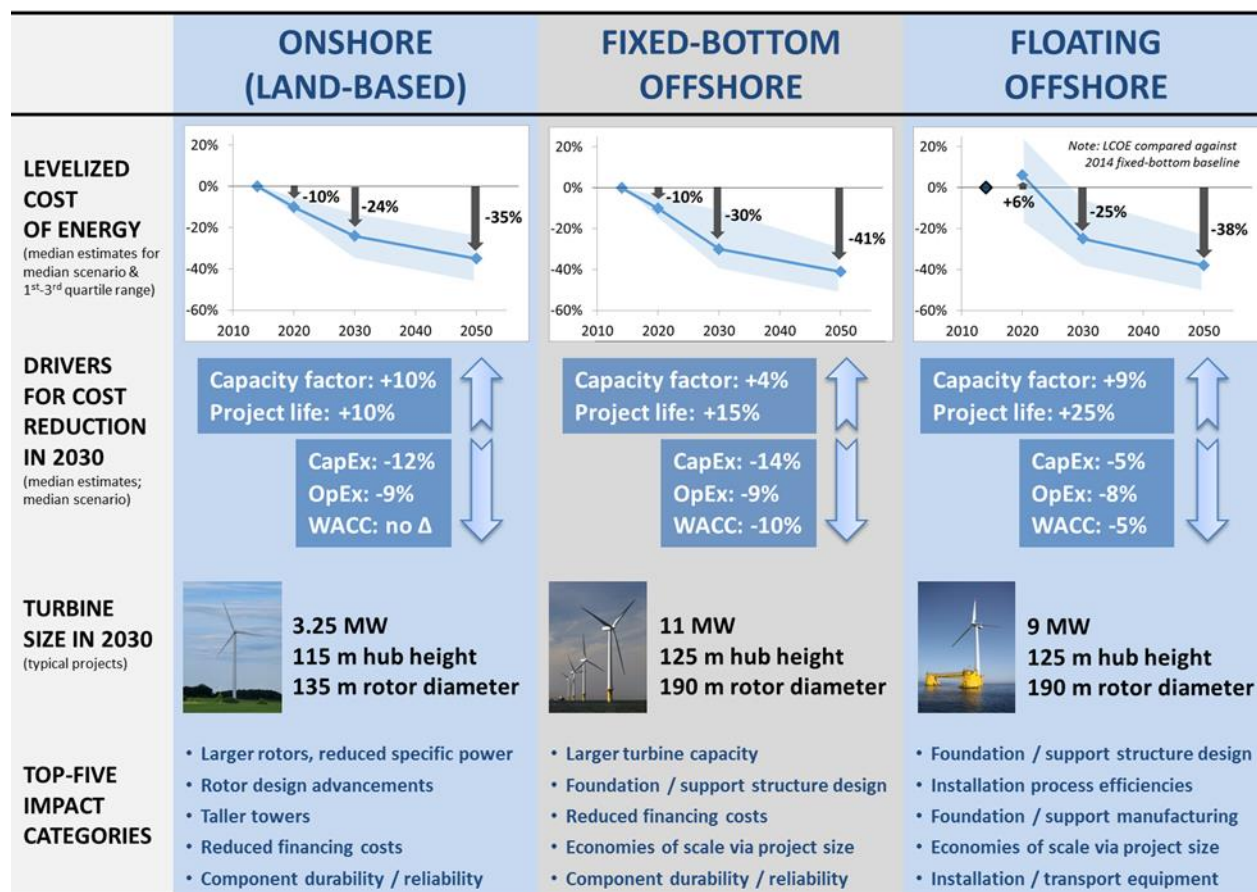 ONSHORE
(LAND-BASED)
FIXED-BOTTOM
OFFSHORE
FLOATING
OFFSHORE
LEVELIZED
COST
OF ENERGY
(median estimates for
median scenario &
1st-3rd quartile range)
20%
0%
-20%
-40%
-60%
-10%
-24%
-35%
2010 2020 2030 2040 2050
20%
0%
-20%
-40%
-60%
-10%
-30%
-41%
2010 2020 2030 2040 2050
Note: LCOE compared against
2014 fixed-bottom baseline
20%
0%
-20%
-40%
-60%
+6%
-25%
-38%
2010 2020 2030 2040 2050
DRIVERS
FOR COST
REDUCTION
IN 2030
(median estimates;
median scenario)
Capacity factor: +10%
Project life: +10%
CapEx: -12%
OpEx: -9%
WACC: no Δ
Capacity factor: +4%
Project life: +15%
CapEx: -14%
OpEx: -9%
WACC: -10%
Capacity factor: +9%
Project life: +25%
CapEx: -5%
OpEx: -8%
WACC: -5%
TURBINE
SIZE IN 2030
(typical projects)
3.25 MW
115 m hub height
135 m rotor diameter
11 MW
125 m hub height
190 m rotor diameter
9 MW
125 m hub height
190 m rotor diameter
TOP-FIVE
IMPACT
CATEGORIES
• Larger rotors, reduced specific power
• Rotor design advancements
• Taller towers
• Reduced financing costs
• Component durability / reliability
• Larger turbine capacity
• Foundation / support structure design
• Reduced financing costs
• Economies of scale via project size
• Component durability / reliability
• Foundation / support structure design
• Installation process efficiencies
• Foundation / support manufacturing
• Economies of scale via project size
• Installation / transport equipment